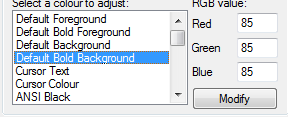 Select a colour to adjust:
RGB value:
Default Foreground
Default Bold Foreground
Default Background
Default Bold Background
Cursor Text
Cursor Colour
ANSI Black
Red 85
Green 85
Blue 85
Modify